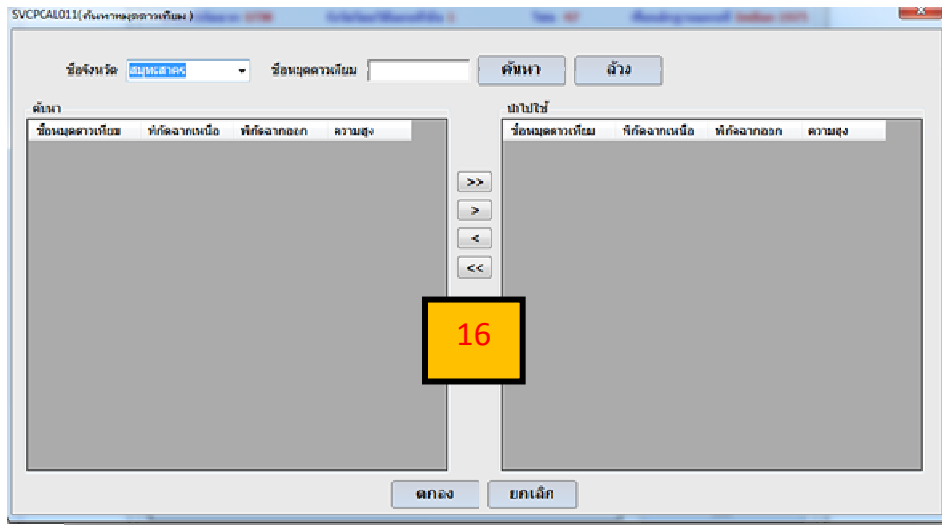 SVCPCAL011(ค้นหาหมุดดาวเทียม)
ชื่อจังหวัด สมุทรสาคร ชื่อหมุดดาวเทียม ค้นหา ล้าง
ค้นหา นำไปใช้
ชื่อหมุดดาวเทียม พิกัดฉากเหนือ พิกัดฉากออก ความสูง ชื่อหมุดดาวเทียม พิกัดฉากเหนือ พิกัดฉากออก ความสูง
>>
>
<
<<
16
ตกลง ยกเลิก